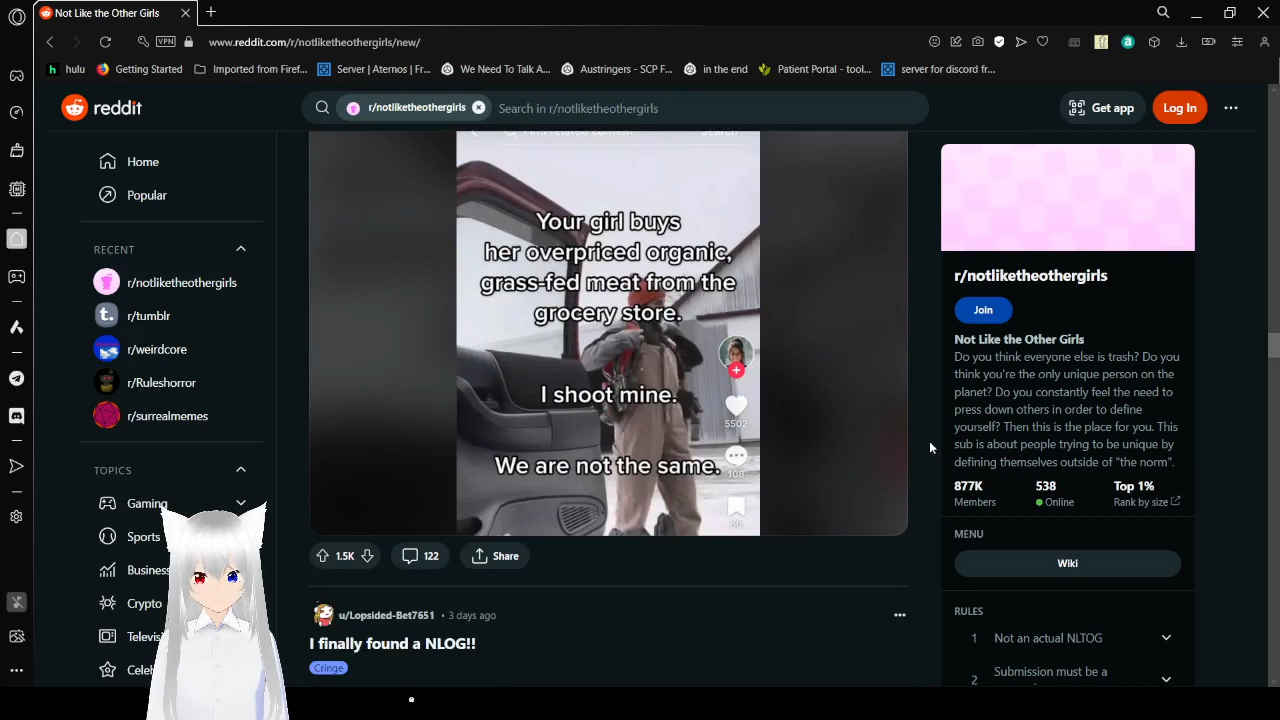 Not Like the Other Girls
VPN
www.reddit.com/r/notliketheothergirls/new/
hulu
Getting Started
Imported from Firef...
Server | Aternos | Fr...
We Need To Talk A...
Austringers - SCP F...
in the end
Patient Portal - tool...
server for discord fr...
reddit
r/notliketheothergirls
Search in r/notliketheothergirls
Get app
Log In
Home
Popular
RECENT
r/notliketheothergirls
r/tumblr
r/weirdcore
r/Ruleshorror
r/surrealmemes
TOPICS
Gaming
Sports
Business
Crypto
Televisi
Celeb
Find related content
Search
Your girl buys
her overpriced organic,
grass-fed meat from the
grocery store.
I shoot mine.
We are not the same.
5502
108
60
1.5K
122
Share
u/Lopsided-Bet7651 • 3 days ago
I finally found a NLOG!!
Cringe
r/notliketheothergirls
Join
Not Like the Other Girls
Do you think everyone else is trash? Do you
think you're the only unique person on the
planet? Do you constantly feel the need to
press down others in order to define
yourself? Then this is the place for you. This
sub is about people trying to be unique by
defining themselves outside of "the norm".
877K
538
Top 1%
Members
Online
Rank by size
MENU
Wiki
RULES
1 Not an actual NLTOG
Submission must be a
2